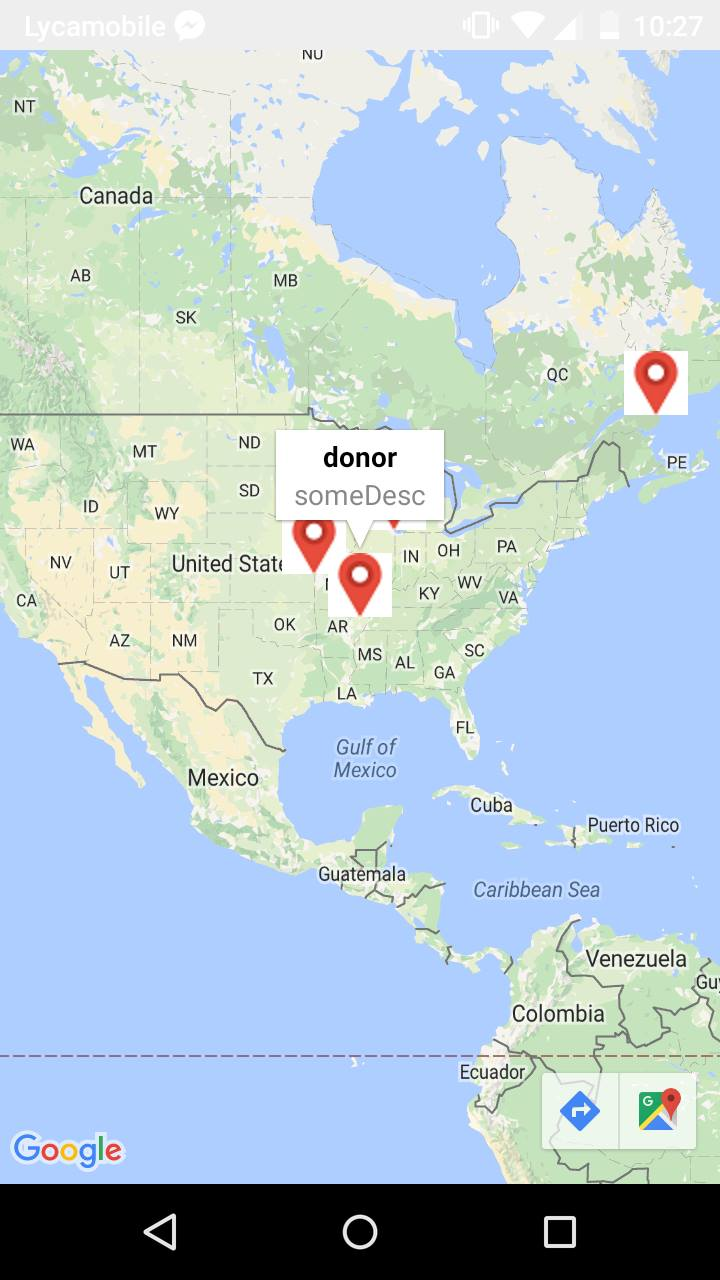 Lycamobile 10:27
NU
NT
Canada
AB
MB
SK
QC
WA
MT
ND
PE
donor
SD
someDesc
ID
WY
NV
UT
United State
IN
OH
PA
CA
KY
WV
VA
OK
AR
AZ
NM
MS
AL
SC
TX
GA
LA
FL
Gulf of
Mexico
Mexico
Cuba
Puerto Rico
Guatemala
Caribbean Sea
Venezuela
Guy
Colombia
Ecuador
G
Google